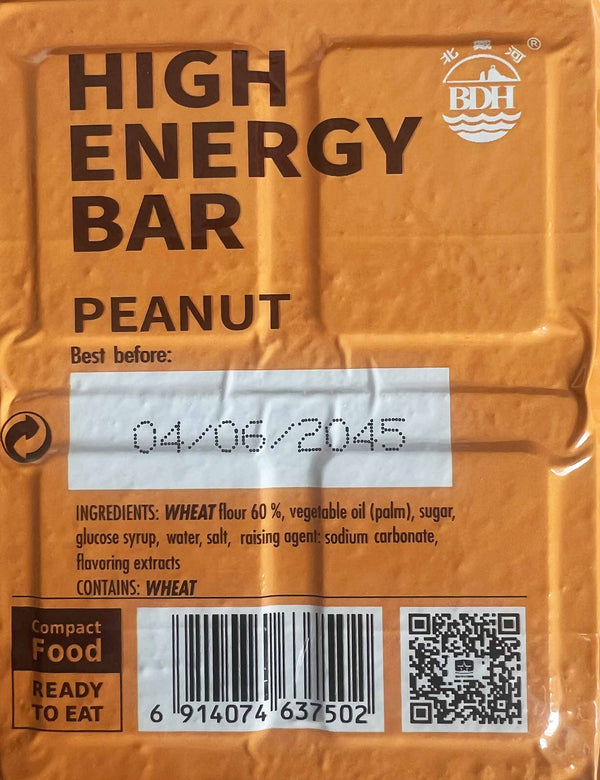 HIGH
ENERGY
BAR
北戴河®
BDH
PEANUT
Best before:
04/06/2045
INGREDIENTS: WHEAT flour 60 %, vegetable oil (palm), sugar,
glucose syrup, water, salt, raising agent: sodium carbonate,
flavoring extracts
CONTAINS: WHEAT
Compact
Food
READY
TO EAT
6 914074 637502